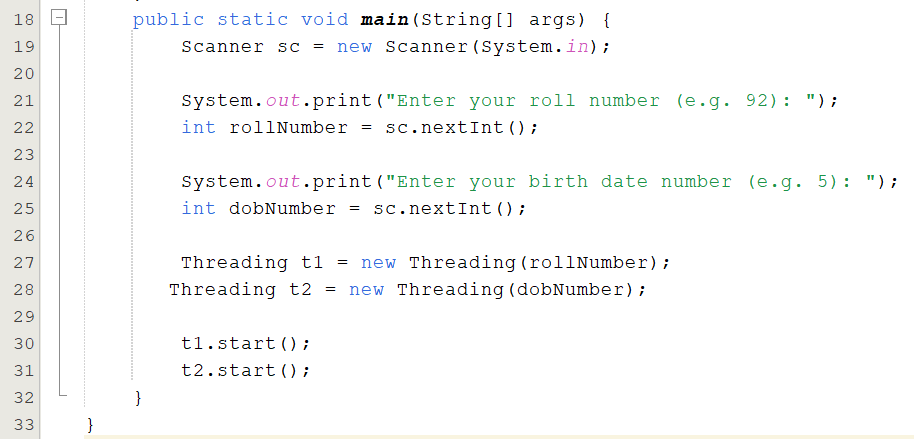 18 public static void main(String[] args) {
19 Scanner sc = new Scanner(System.in);
20
21 System.out.print("Enter your roll number (e.g. 92): ");
22 int rollNumber = sc.nextInt();
23
24 System.out.print("Enter your birth date number (e.g. 5): ");
25 int dobNumber = sc.nextInt();
26
27 Threading t1 = new Threading(rollNumber);
28 Threading t2 = new Threading(dobNumber);
29
30 t1.start();
31 t2.start();
32 }
33 }